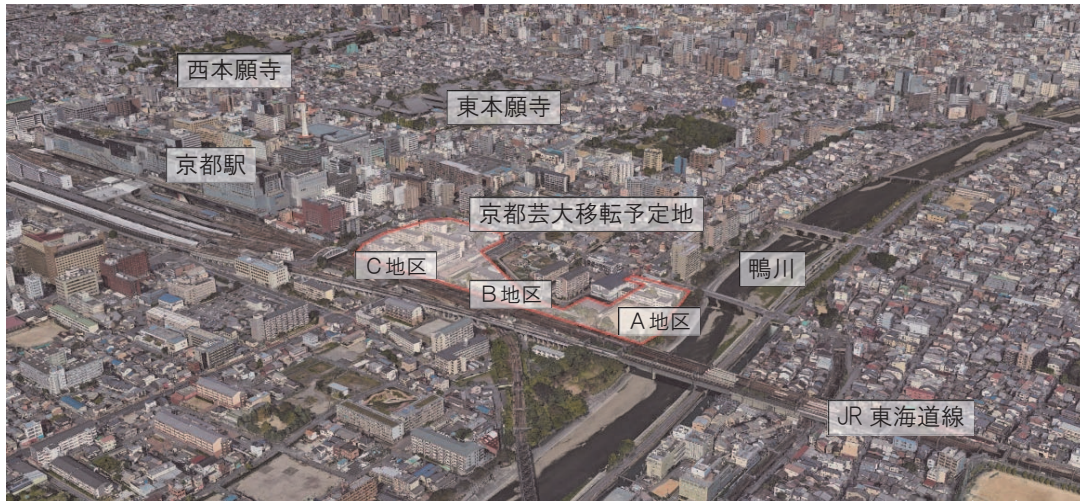 西本願寺
東本願寺
京都駅
京都芸大移転予定地
C地区
鴨川
B地区
A地区
JR 東海道線